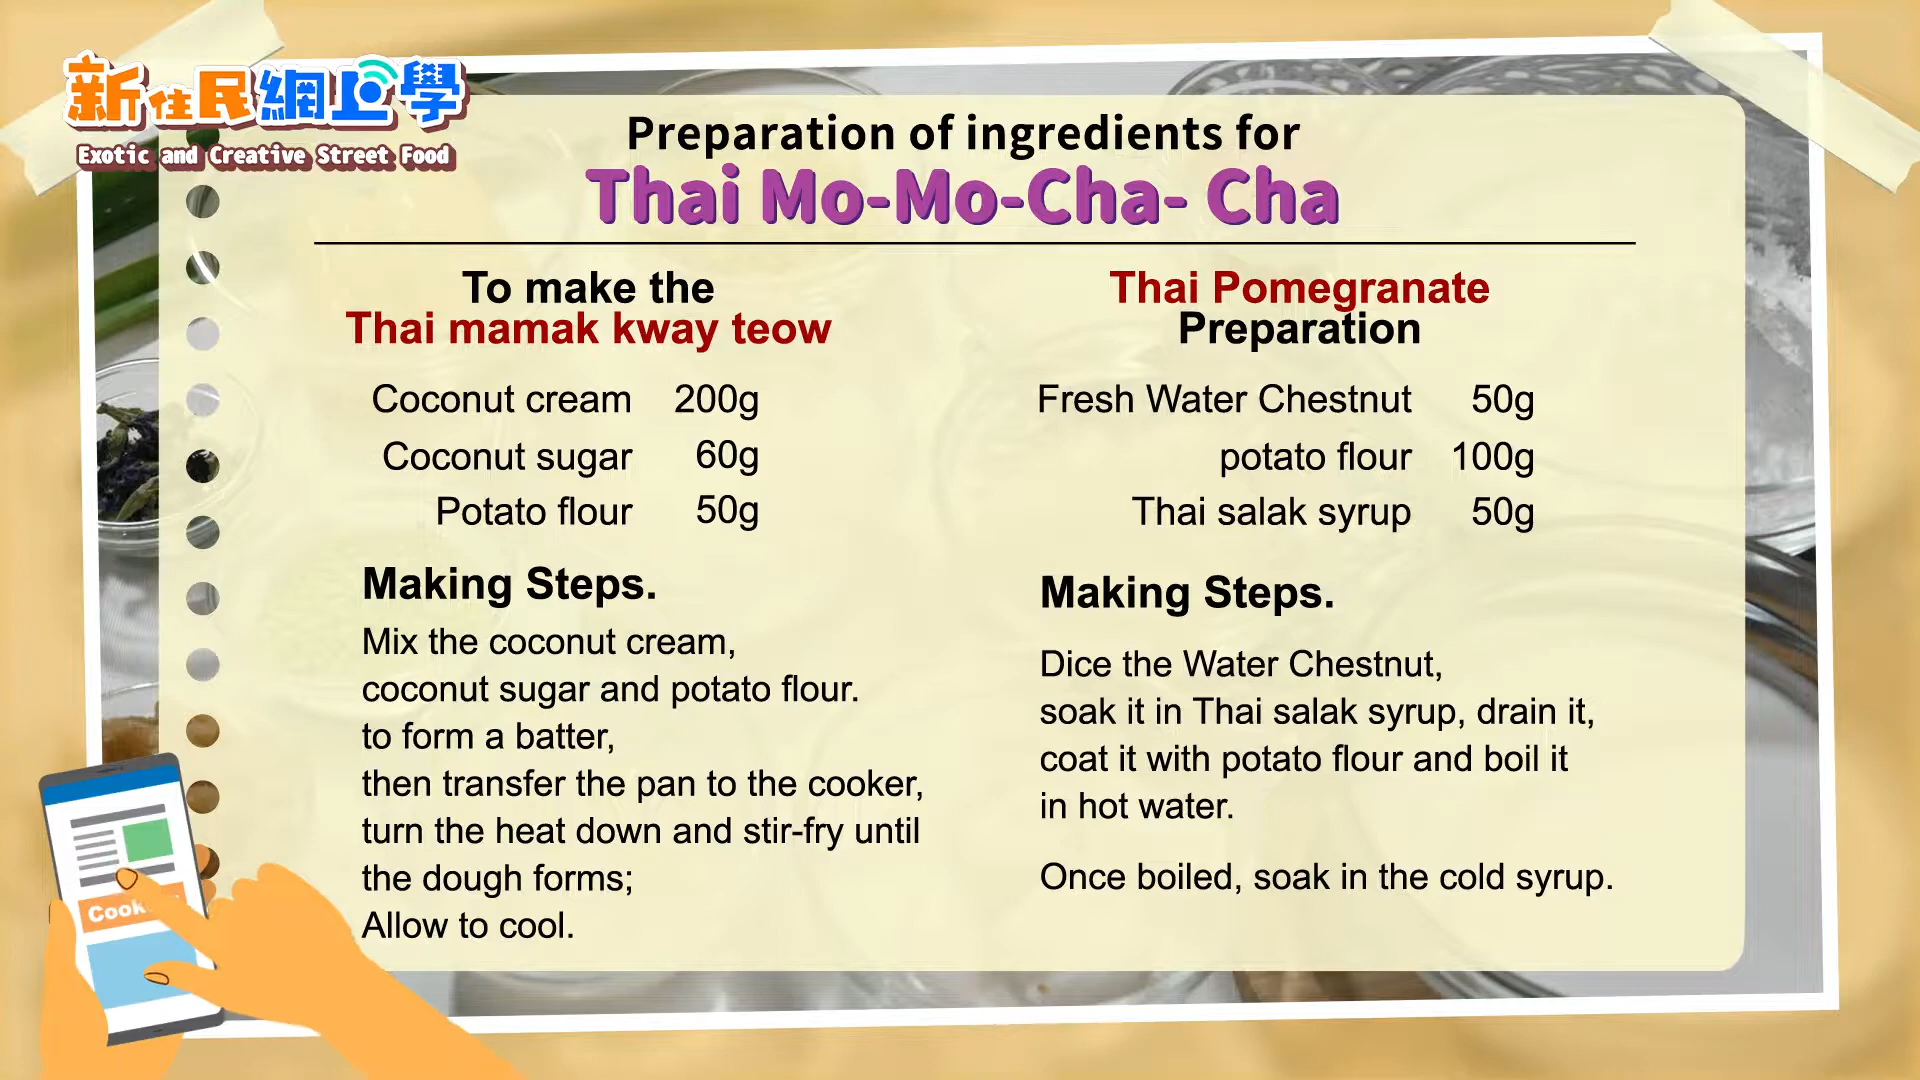 新住民網上學
Exotic and Creative Street Food
Preparation of ingredients for
Thai Mo-Mo-Cha- Cha
To make the
Thai mamak kway teow
Coconut cream 200g
Coconut sugar 60g
Potato flour 50g
Making Steps.
Mix the coconut cream,
coconut sugar and potato flour.
to form a batter,
then transfer the pan to the cooker,
turn the heat down and stir-fry until
the dough forms;
Allow to cool.
Thai Pomegranate
Preparation
Fresh Water Chestnut 50g
potato flour 100g
Thai salak syrup 50g
Making Steps.
Dice the Water Chestnut,
soak it in Thai salak syrup, drain it,
coat it with potato flour and boil it
in hot water.
Once boiled, soak in the cold syrup.